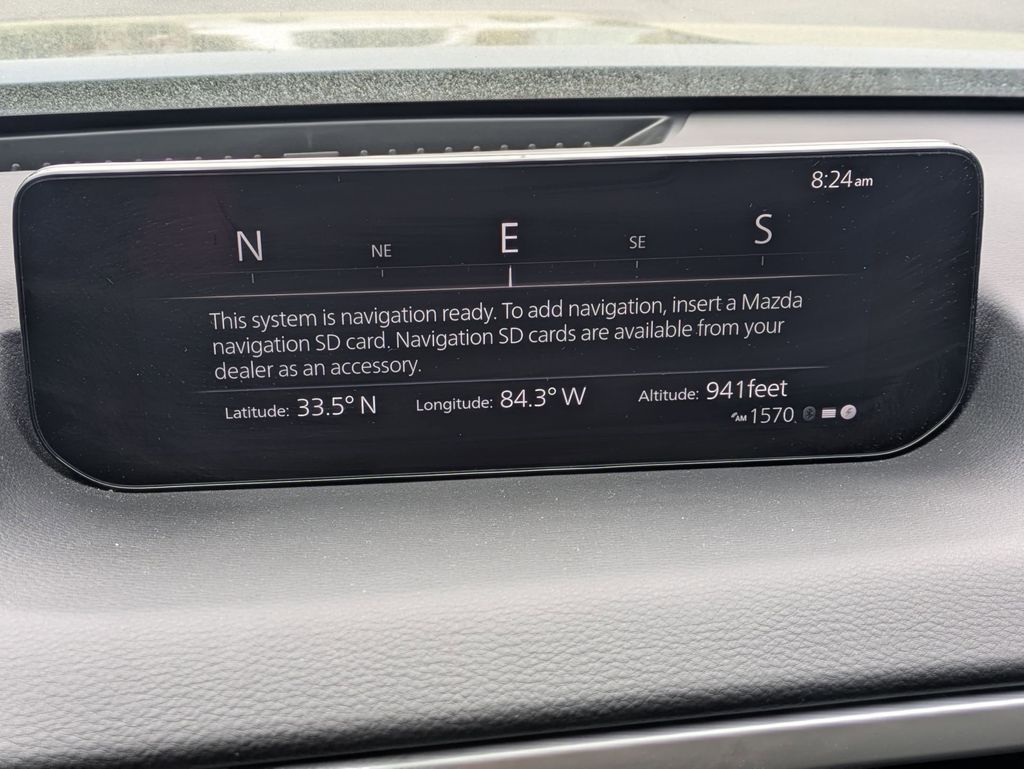 8:24am
N NE E SE S
This system is navigation ready. To add navigation, insert a Mazda
navigation SD card. Navigation SD cards are available from your
dealer as an accessory.
Latitude: 33.5° N Longitude: 84.3° W Altitude: 941feet
AM 1570